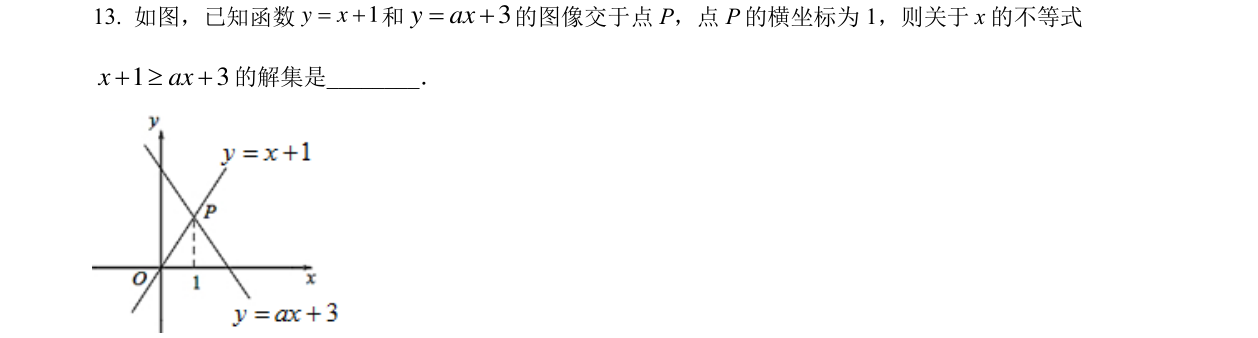 13. 如图，已知函数 y = x+1和 y = ax+3的图像交于点 P，点 P 的横坐标为 1，则关于 x 的不等式
x+1≥ ax+3 的解集是________.
y
y = x+1
P
O
1
x
y = ax+3